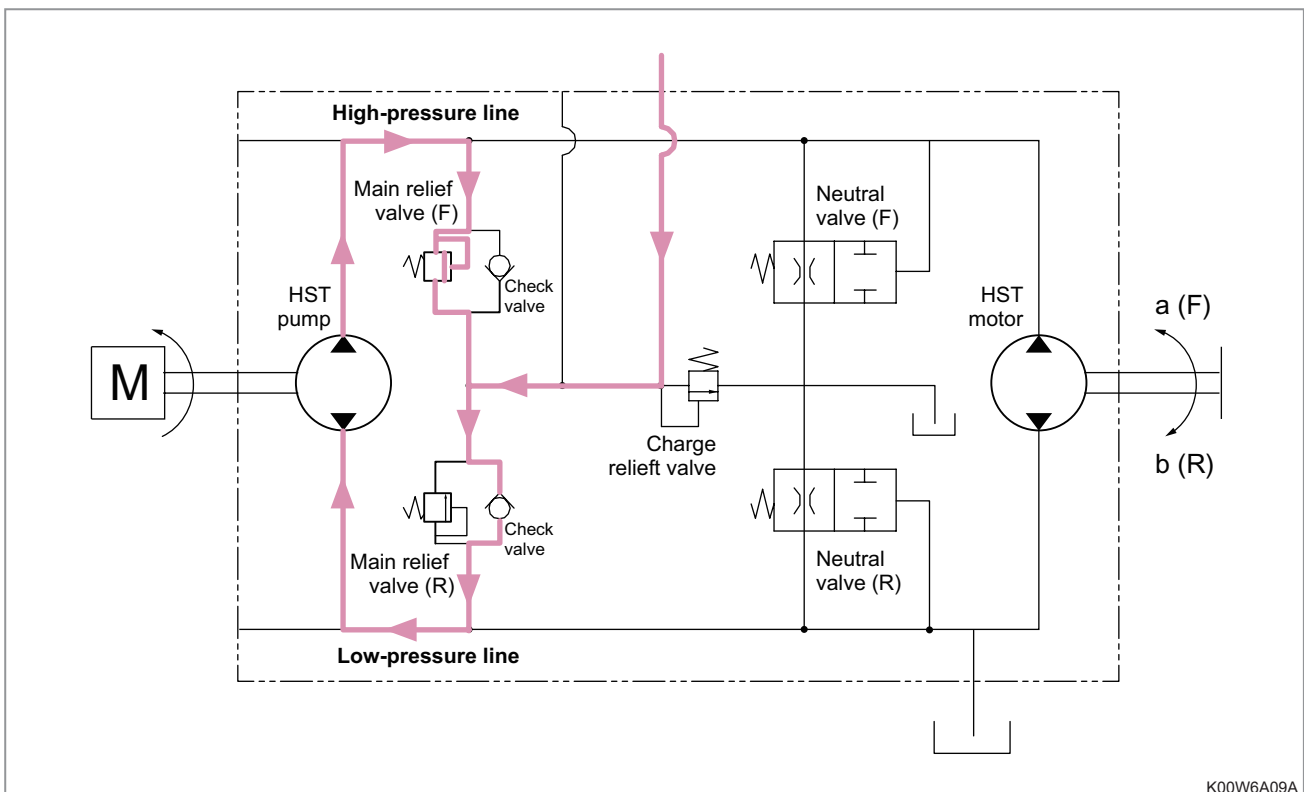 High-pressure line
Main relief
valve (F)
Neutral
valve (F)
HST
pump
Check
valve
HST
motor
a (F)
M
Charge
relieft valve
b (R)
Check
valve
Main relief
valve (R)
Neutral
valve (R)
Low-pressure line
K00W6A09A